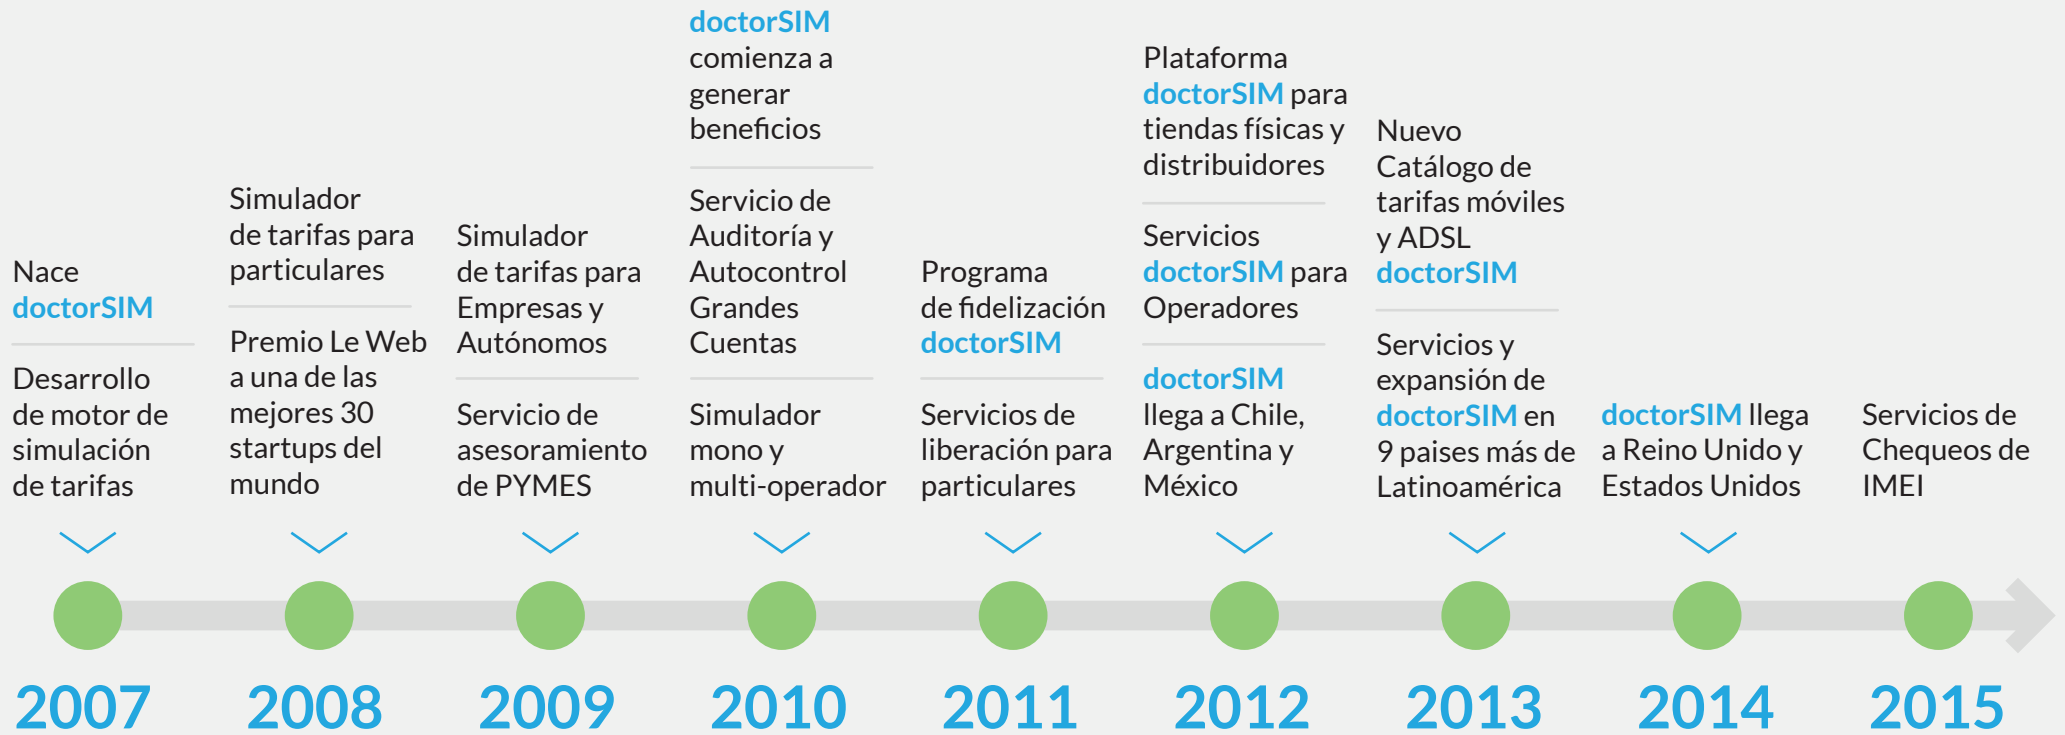 Nace
doctorSIM
Desarrollo
de motor de
simulación
de tarifas
2007
Simulador
de tarifas para
particulares
Premio Le Web
a una de las
mejores 30
startups del
mundo
2008
Simulador
de tarifas para
Empresas y
Autónomos
Servicio de
asesoramiento
de PYMES
2009
doctorSIM
comienza a
generar
beneficios
Servicio de
Auditoría y
Autocontrol
Grandes
Cuentas
Simulador
mono y
multi-operador
2010
Programa
de fidelización
doctorSIM
Servicios de
liberación para
particulares
2011
Plataforma
doctorSIM para
tiendas físicas y
distribuidores
Servicios
doctorSIM para
Operadores
doctorSIM
llega a Chile,
Argentina y
México
2012
Nuevo
Catálogo de
tarifas móviles
y ADSL
doctorSIM
Servicios y
expansión de
doctorSIM en
9 paises más de
Latinoamérica
2013
doctorSIM llega
a Reino Unido y
Estados Unidos
2014
Servicios de
Chequeos de
IMEI
2015